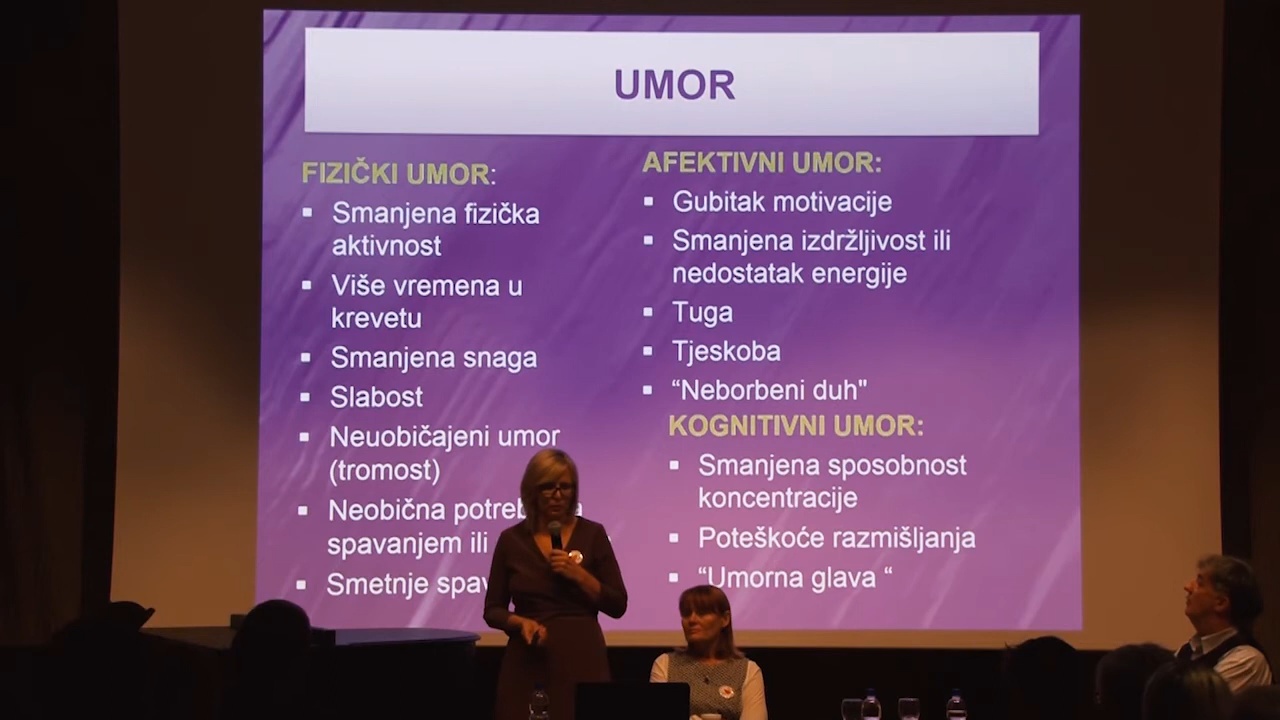 UMOR
FIZIČKI UMOR:
▪ Smanjena fizička
aktivnost
▪ Više vremena u
krevetu
▪ Smanjena snaga
▪ Slabost
▪ Neuobičajeni umor
(tromost)
▪ Neobična
spavanjem ili
▪ Smetnje
AFEKTIVNI UMOR:
▪ Gubitak motivacije
▪ Smanjena izdržljivost ili
nedostatak energije
▪ Tuga
▪ Tjeskoba
▪ “Neborbeni duh"
KOGNITIVNI UMOR:
▪ Smanjena sposobnost
koncentracije
▪ Poteškoće razmišljanja
▪ “Umorna glava “